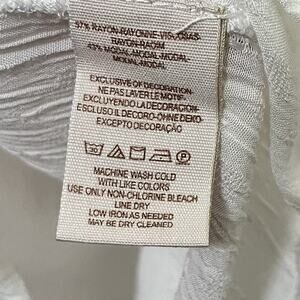 57% RAYON-RAYONNE-VISCOSAS
RAYON-RADIM
43% MODAL-MODAL-MODAL
MODAL-MODAL
EXCLUSIVE OF DECORATION-
NE PAS LAVER LE MOTIF-
EXCLUYENDO LA DECORACION-
ESCLUSO IL DECORO-OHNE DEKO-
EXCEPTO DECORAÇÃO
MACHINE WASH COLD
WITH LIKE COLORS
USE ONLY NON-CHLORINE BLEACH
LINE DRY
LOW IRON AS NEEDED
MAY BE DRY CLEANED